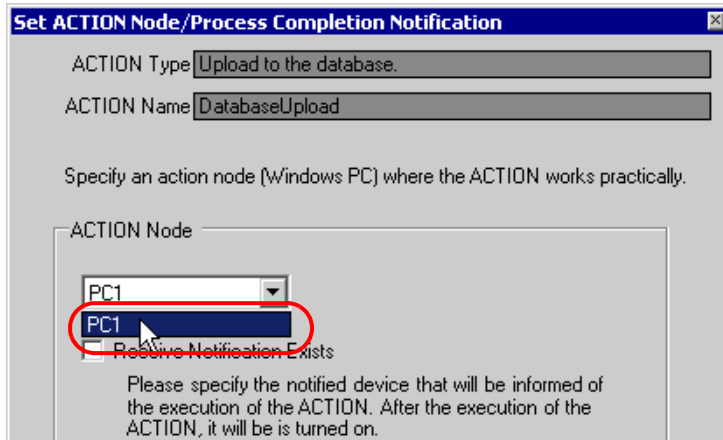 Set ACTION Node/Process Completion Notification
ACTION Type Upload to the database.
ACTION Name DatabaseUpload
Specify an action node (Windows PC) where the ACTION works practically.
ACTION Node
PC1
PC1
Receive Notification Exists
Please specify the notified device that will be informed of
the execution of the ACTION. After the execution of the
ACTION, it will be is turned on.